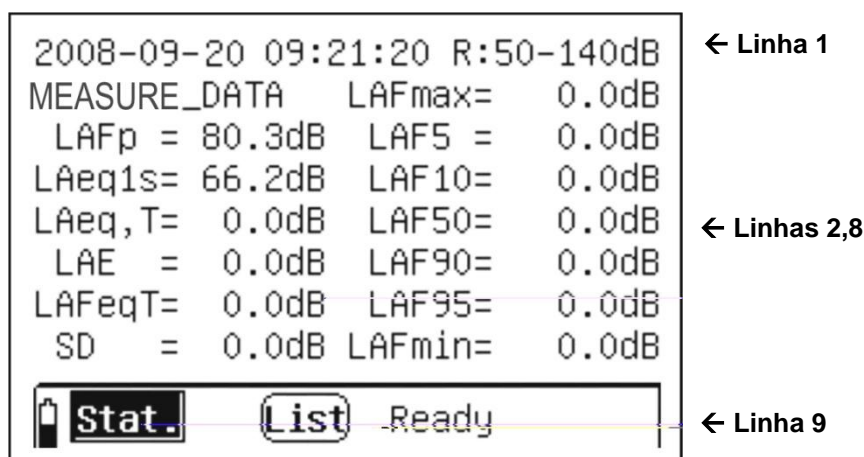 2008-09-20 09:21:20 R:50-140dB ← Linha 1
MEASURE_DATA LAFmax= 0.0dB
LAFp = 80.3dB LAF5 = 0.0dB
LAeq1s= 66.2dB LAF10= 0.0dB
LAeq,T= 0.0dB LAF50= 0.0dB ← Linhas 2,8
LAE = 0.0dB LAF90= 0.0dB
LAFeqT= 0.0dB LAF95= 0.0dB
SD = 0.0dB LAFmin= 0.0dB
Stat. List Ready ← Linha 9